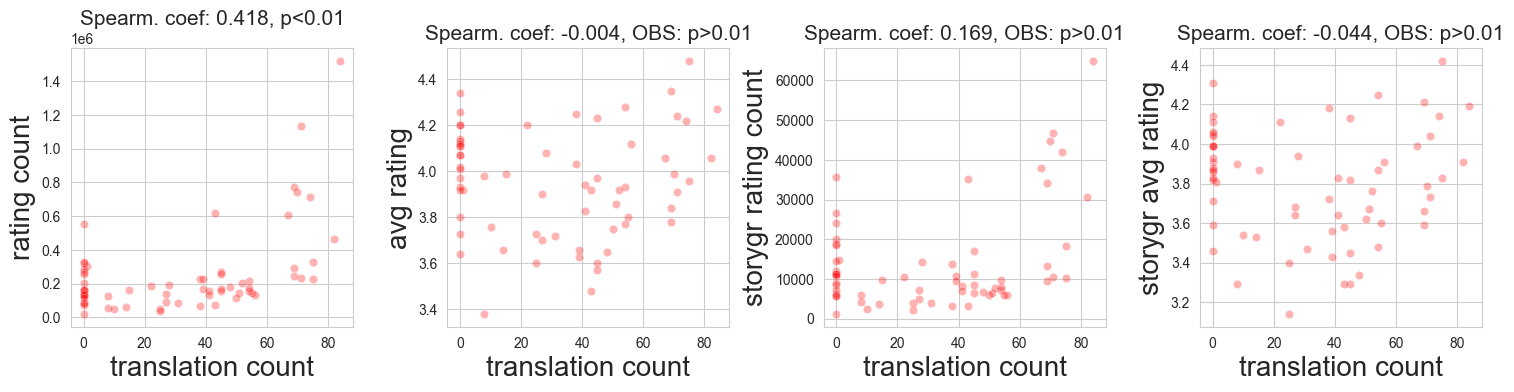 Spearm. coef: 0.418, p<0.01
1e6
1.4
1.2
1.0
0.8
0.6
0.4
0.2
0.0
rating count
0 20 40 60 80
translation count
Spearm. coef: -0.004, OBS: p>0.01
4.4
4.2
4.0
3.8
3.6
3.4
avg rating
0 20 40 60 80
translation count
Spearm. coef: 0.169, OBS: p>0.01
60000
50000
40000
30000
20000
10000
0
storygr rating count
0 20 40 60 80
translation count
Spearm. coef: -0.044, OBS: p>0.01
4.4
4.2
4.0
3.8
3.6
3.4
3.2
storygr avg rating
0 20 40 60 80
translation count